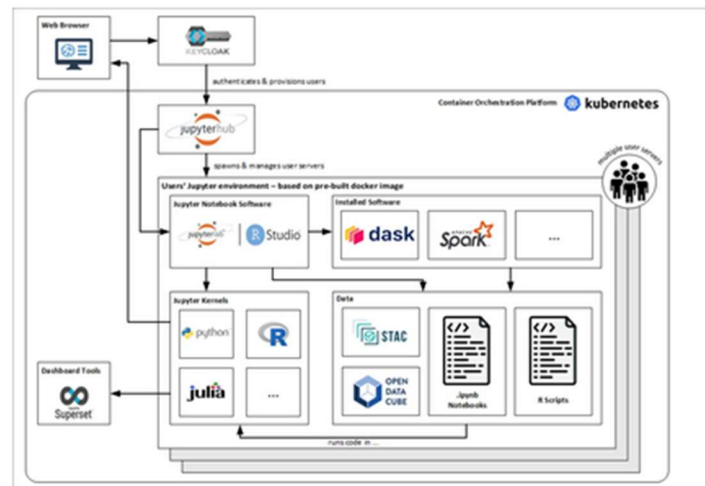 Web Browser
KEYCLOAK
authenticates & provisions users
Container Orchestration Platform
kubernetes
jupyterhub
spawns & manages user servers
multiple user servers
Users' Jupyter environment – based on pre-built docker image
Jupyter Notebook Software
Installed Software
jupyterhub
R Studio
dask
APACHE
Spark
...
Jupyter Kernels
Data
python
R
STAC
</>
</>
julia
...
OPEN
DATA
CUBE
.ipynb
Notebooks
R Scripts
Dashboard Tools
Superset
runs code in ...